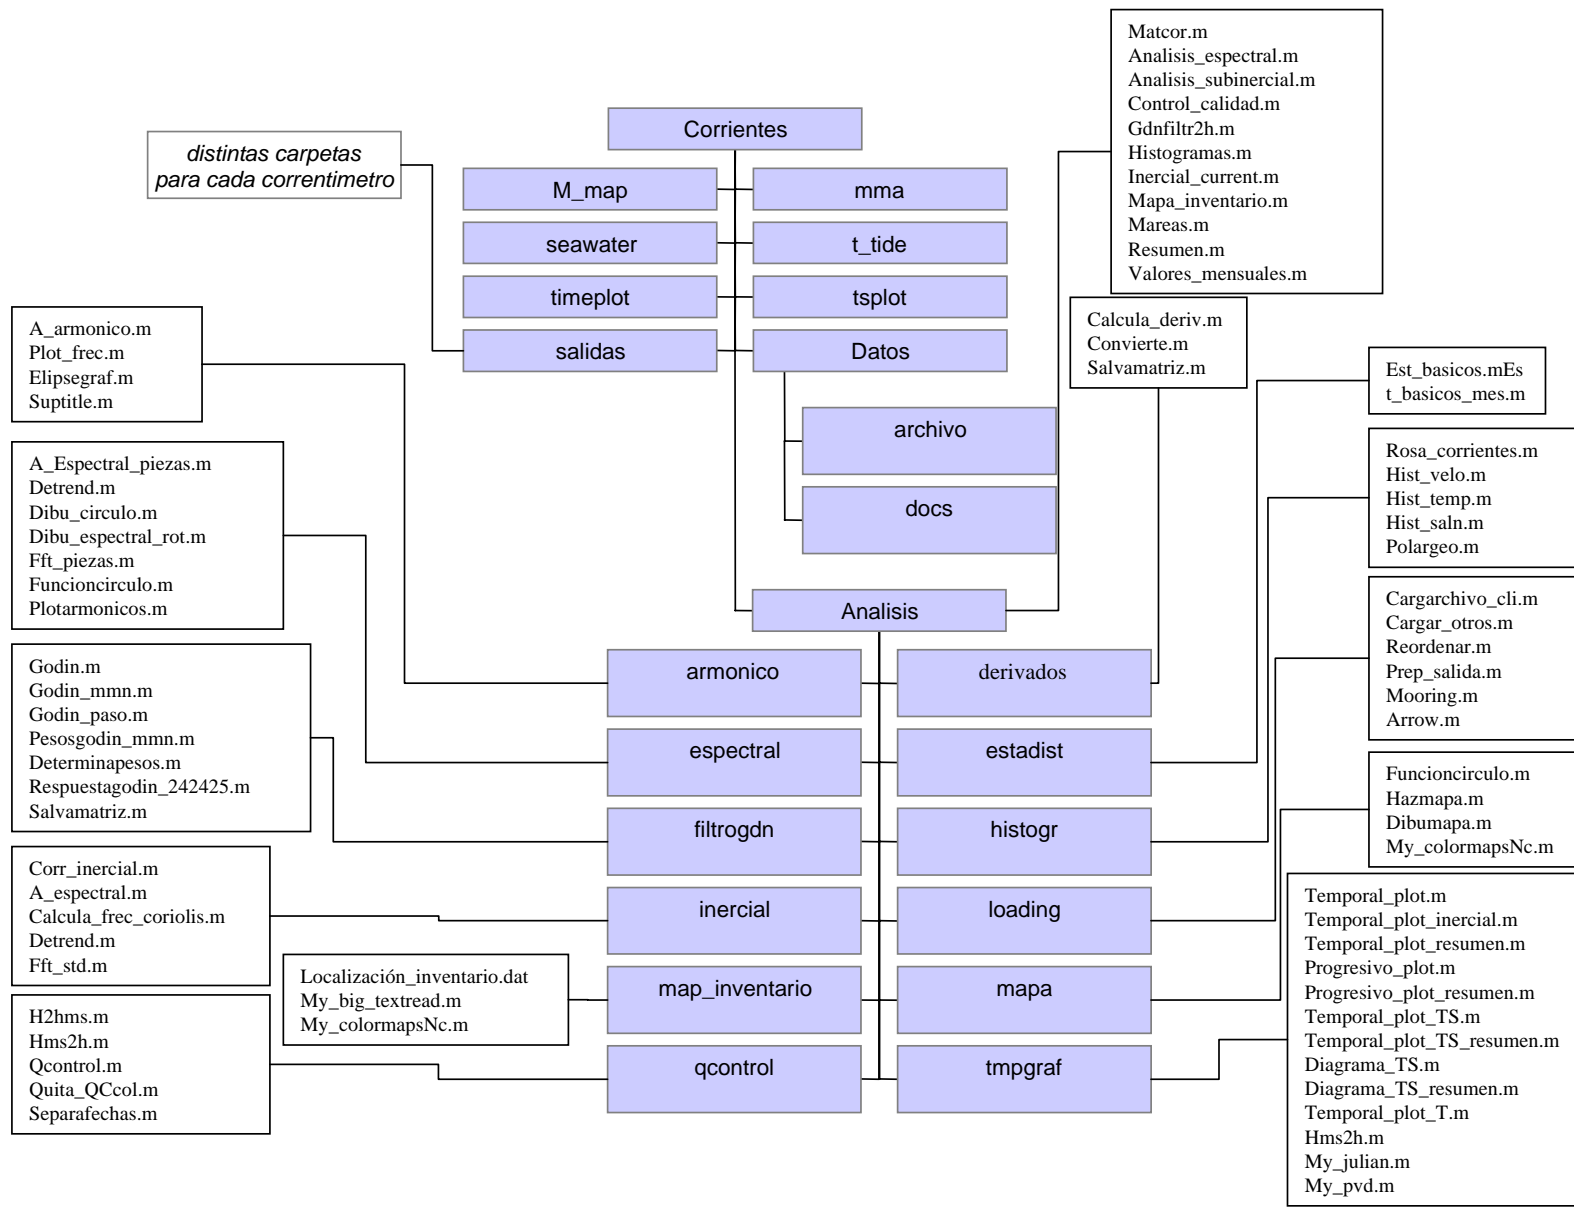 Matcor.m
Analisis_espectral.m
Analisis_subinercial.m
Control_calidad.m
Gdnfiltr2h.m
Histogramas.m
Inercial_current.m
Mapa_inventario.m
Mareas.m
Resumen.m
Valores_mensuales.m
Corrientes
distintas carpetas
para cada correntimetro
M_map
mma
seawater
t_tide
timeplot
tsplot
salidas
Datos
archivo
docs
Analisis
Calcula_deriv.m
Convierte.m
Salvamatriz.m
A_armonico.m
Plot_frec.m
Elipsegraf.m
Suptitle.m
Est_basicos.mEs
t_basicos_mes.m
A_Espectral_piezas.m
Detrend.m
Dibu_circulo.m
Dibu_espectral_rot.m
Fft_piezas.m
Funcioncirculo.m
Plotarmonicos.m
Rosa_corrientes.m
Hist_velo.m
Hist_temp.m
Hist_saln.m
Polargeo.m
Godin.m
Godin_mmn.m
Godin_paso.m
Pesosgodin_mmn.m
Determinapesos.m
Respuestagodin_242425.m
Salvamatriz.m
Cargarchivo_cli.m
Cargar_otros.m
Reordenar.m
Prep_salida.m
Mooring.m
Arrow.m
armonico
derivados
espectral
estadist
filtrogdn
histogr
inercial
loading
map_inventario
mapa
qcontrol
tmpgraf
Funcioncirculo.m
Hazmapa.m
Dibumapa.m
My_colormapsNc.m
Corr_inercial.m
A_espectral.m
Calcula_frec_coriolis.m
Detrend.m
Fft_std.m
Localización_inventario.dat
My_big_textread.m
My_colormapsNc.m
H2hms.m
Hms2h.m
Qcontrol.m
Quita_QCcol.m
Separafechas.m
Temporal_plot.m
Temporal_plot_inercial.m
Temporal_plot_resumen.m
Progresivo_plot.m
Progresivo_plot_resumen.m
Temporal_plot_TS.m
Temporal_plot_TS_resumen.m
Diagrama_TS.m
Diagrama_TS_resumen.m
Temporal_plot_T.m
Hms2h.m
My_julian.m
My_pvd.m